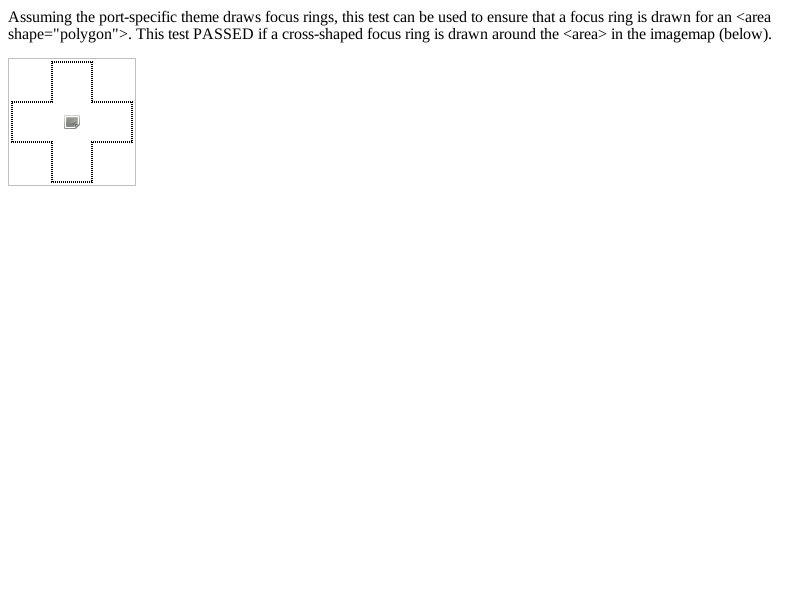 Assuming the port-specific theme draws focus rings, this test can be used to ensure that a focus ring is drawn for an <area
shape="polygon">. This test PASSED if a cross-shaped focus ring is drawn around the <area> in the imagemap (below).